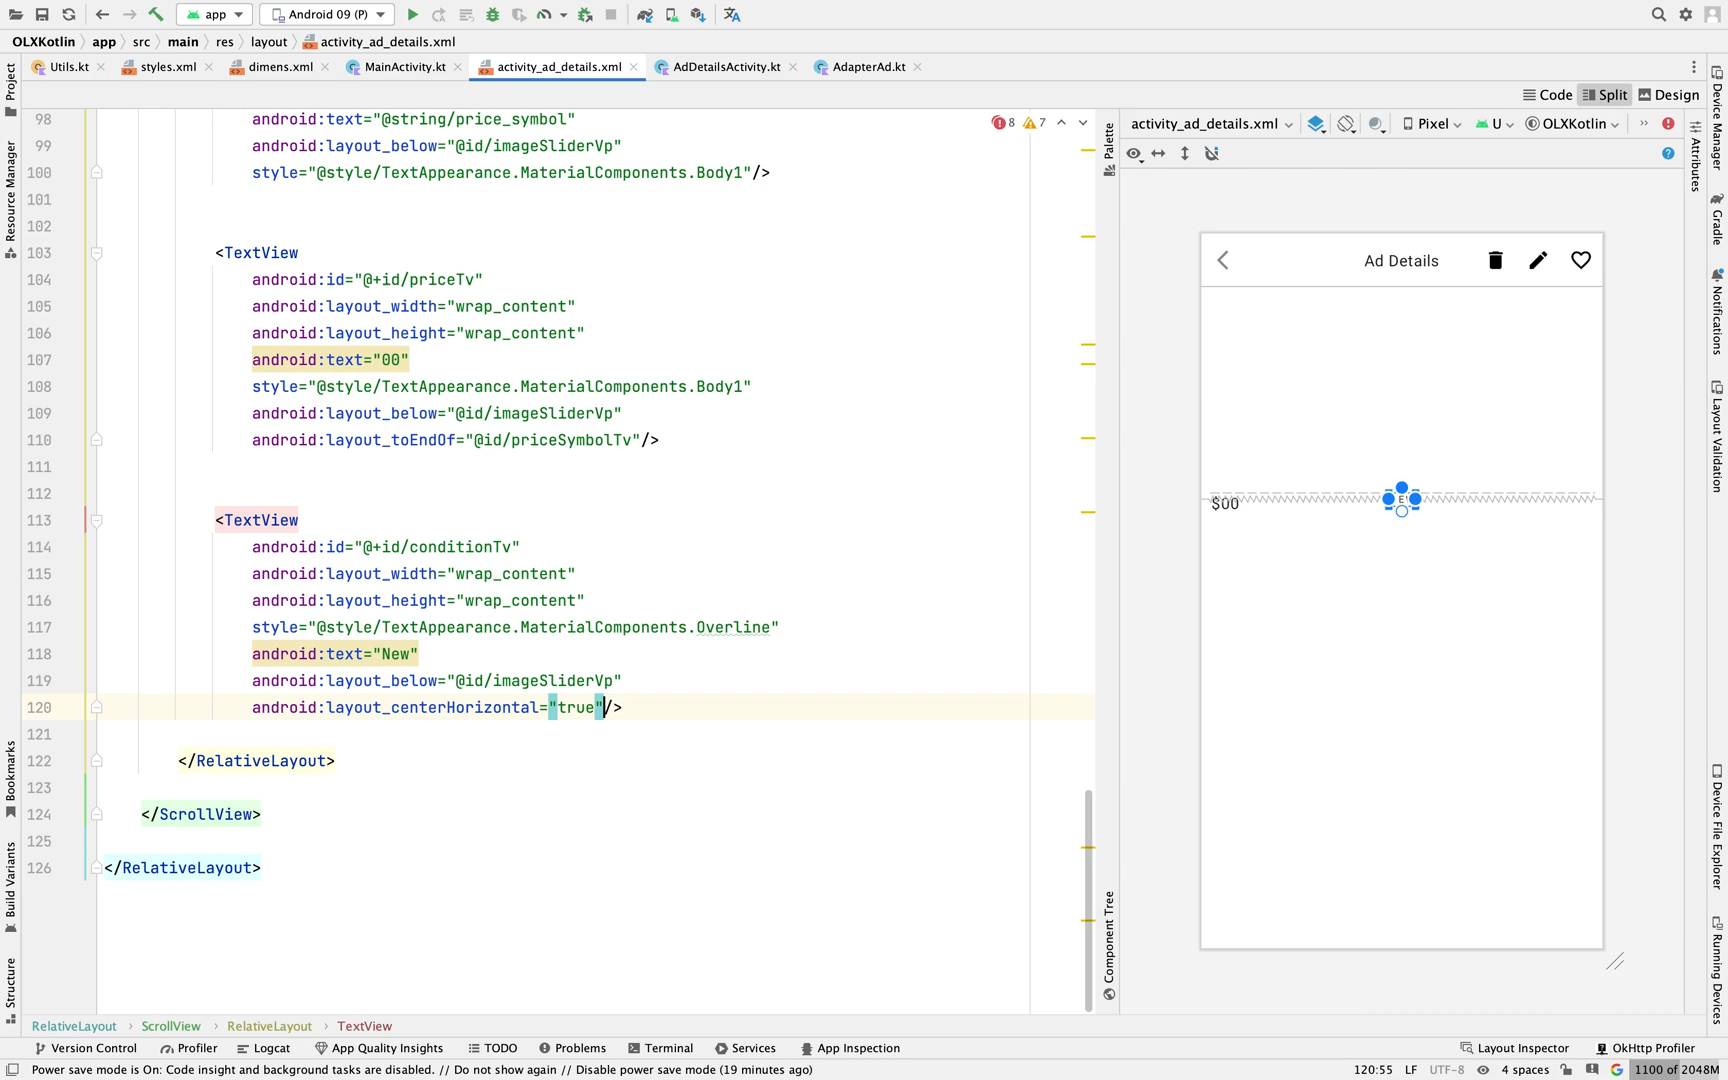 app
Android 09 (P)
OLXKotlin
app
src
main
res
layout
activity_ad_details.xml
Utils.kt
styles.xml
dimens.xml
MainActivity.kt
activity_ad_details.xml
AdDetailsActivity.kt
AdapterAd.kt
Code
Split
Design
Project
Resource Manager
Bookmarks
Build Variants
Structure
8
7
98 android:text="@string/price_symbol"
99 android:layout_below="@id/imageSliderVp"
100 style="@style/TextAppearance.MaterialComponents.Body1"/>
101
102
103 <TextView
104 android:id="@+id/priceTv"
105 android:layout_width="wrap_content"
106 android:layout_height="wrap_content"
107 android:text="00"
108 style="@style/TextAppearance.MaterialComponents.Body1"
109 android:layout_below="@id/imageSliderVp"
110 android:layout_toEndOf="@id/priceSymbolTv"/>
111
112
113 <TextView
114 android:id="@+id/conditionTv"
115 android:layout_width="wrap_content"
116 android:layout_height="wrap_content"
117 style="@style/TextAppearance.MaterialComponents.Overline"
118 android:text="New"
119 android:layout_below="@id/imageSliderVp"
120 android:layout_centerHorizontal="true"/>
121
122 </RelativeLayout>
123
124 </ScrollView>
125
126 </RelativeLayout>
Palette
Component Tree
activity_ad_details.xml
Pixel
U
OLXKotlin
Ad Details
$00
E
Attributes
Device Manager
Gradle
Notifications
Layout Validation
Device File Explorer
Running Devices
RelativeLayout
ScrollView
RelativeLayout
TextView
Version Control
Profiler
Logcat
App Quality Insights
TODO
Problems
Terminal
Services
App Inspection
Layout Inspector
OkHttp Profiler
Power save mode is On: Code insight and background tasks are disabled. // Do not show again // Disable power save mode (19 minutes ago)
120:55
LF
UTF-8
4 spaces
1100 of 2048M